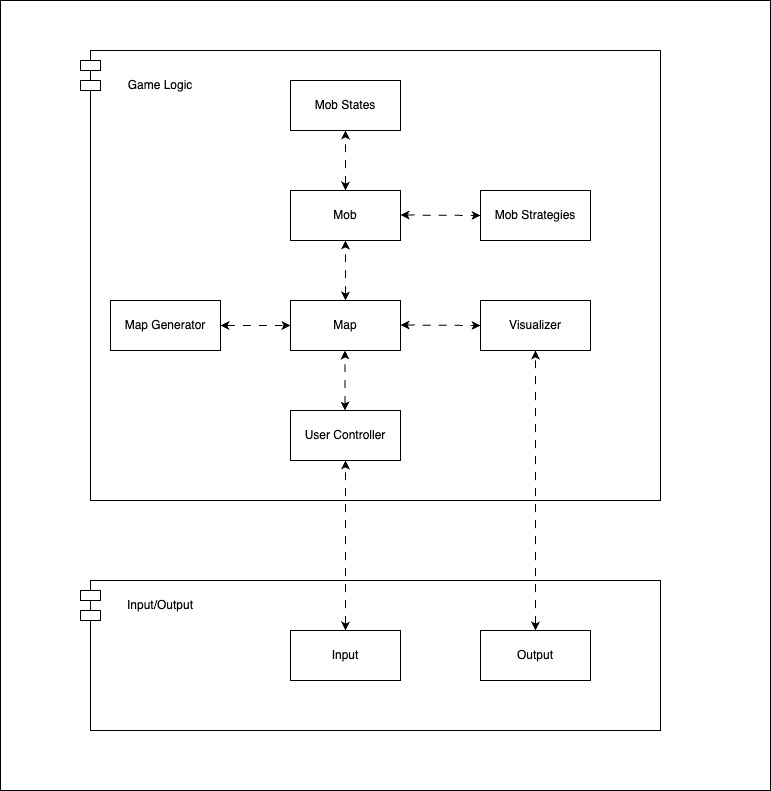 Game Logic
Mob States
Mob
Mob Strategies
Map Generator
Map
Visualizer
User Controller
Input/Output
Input
Output